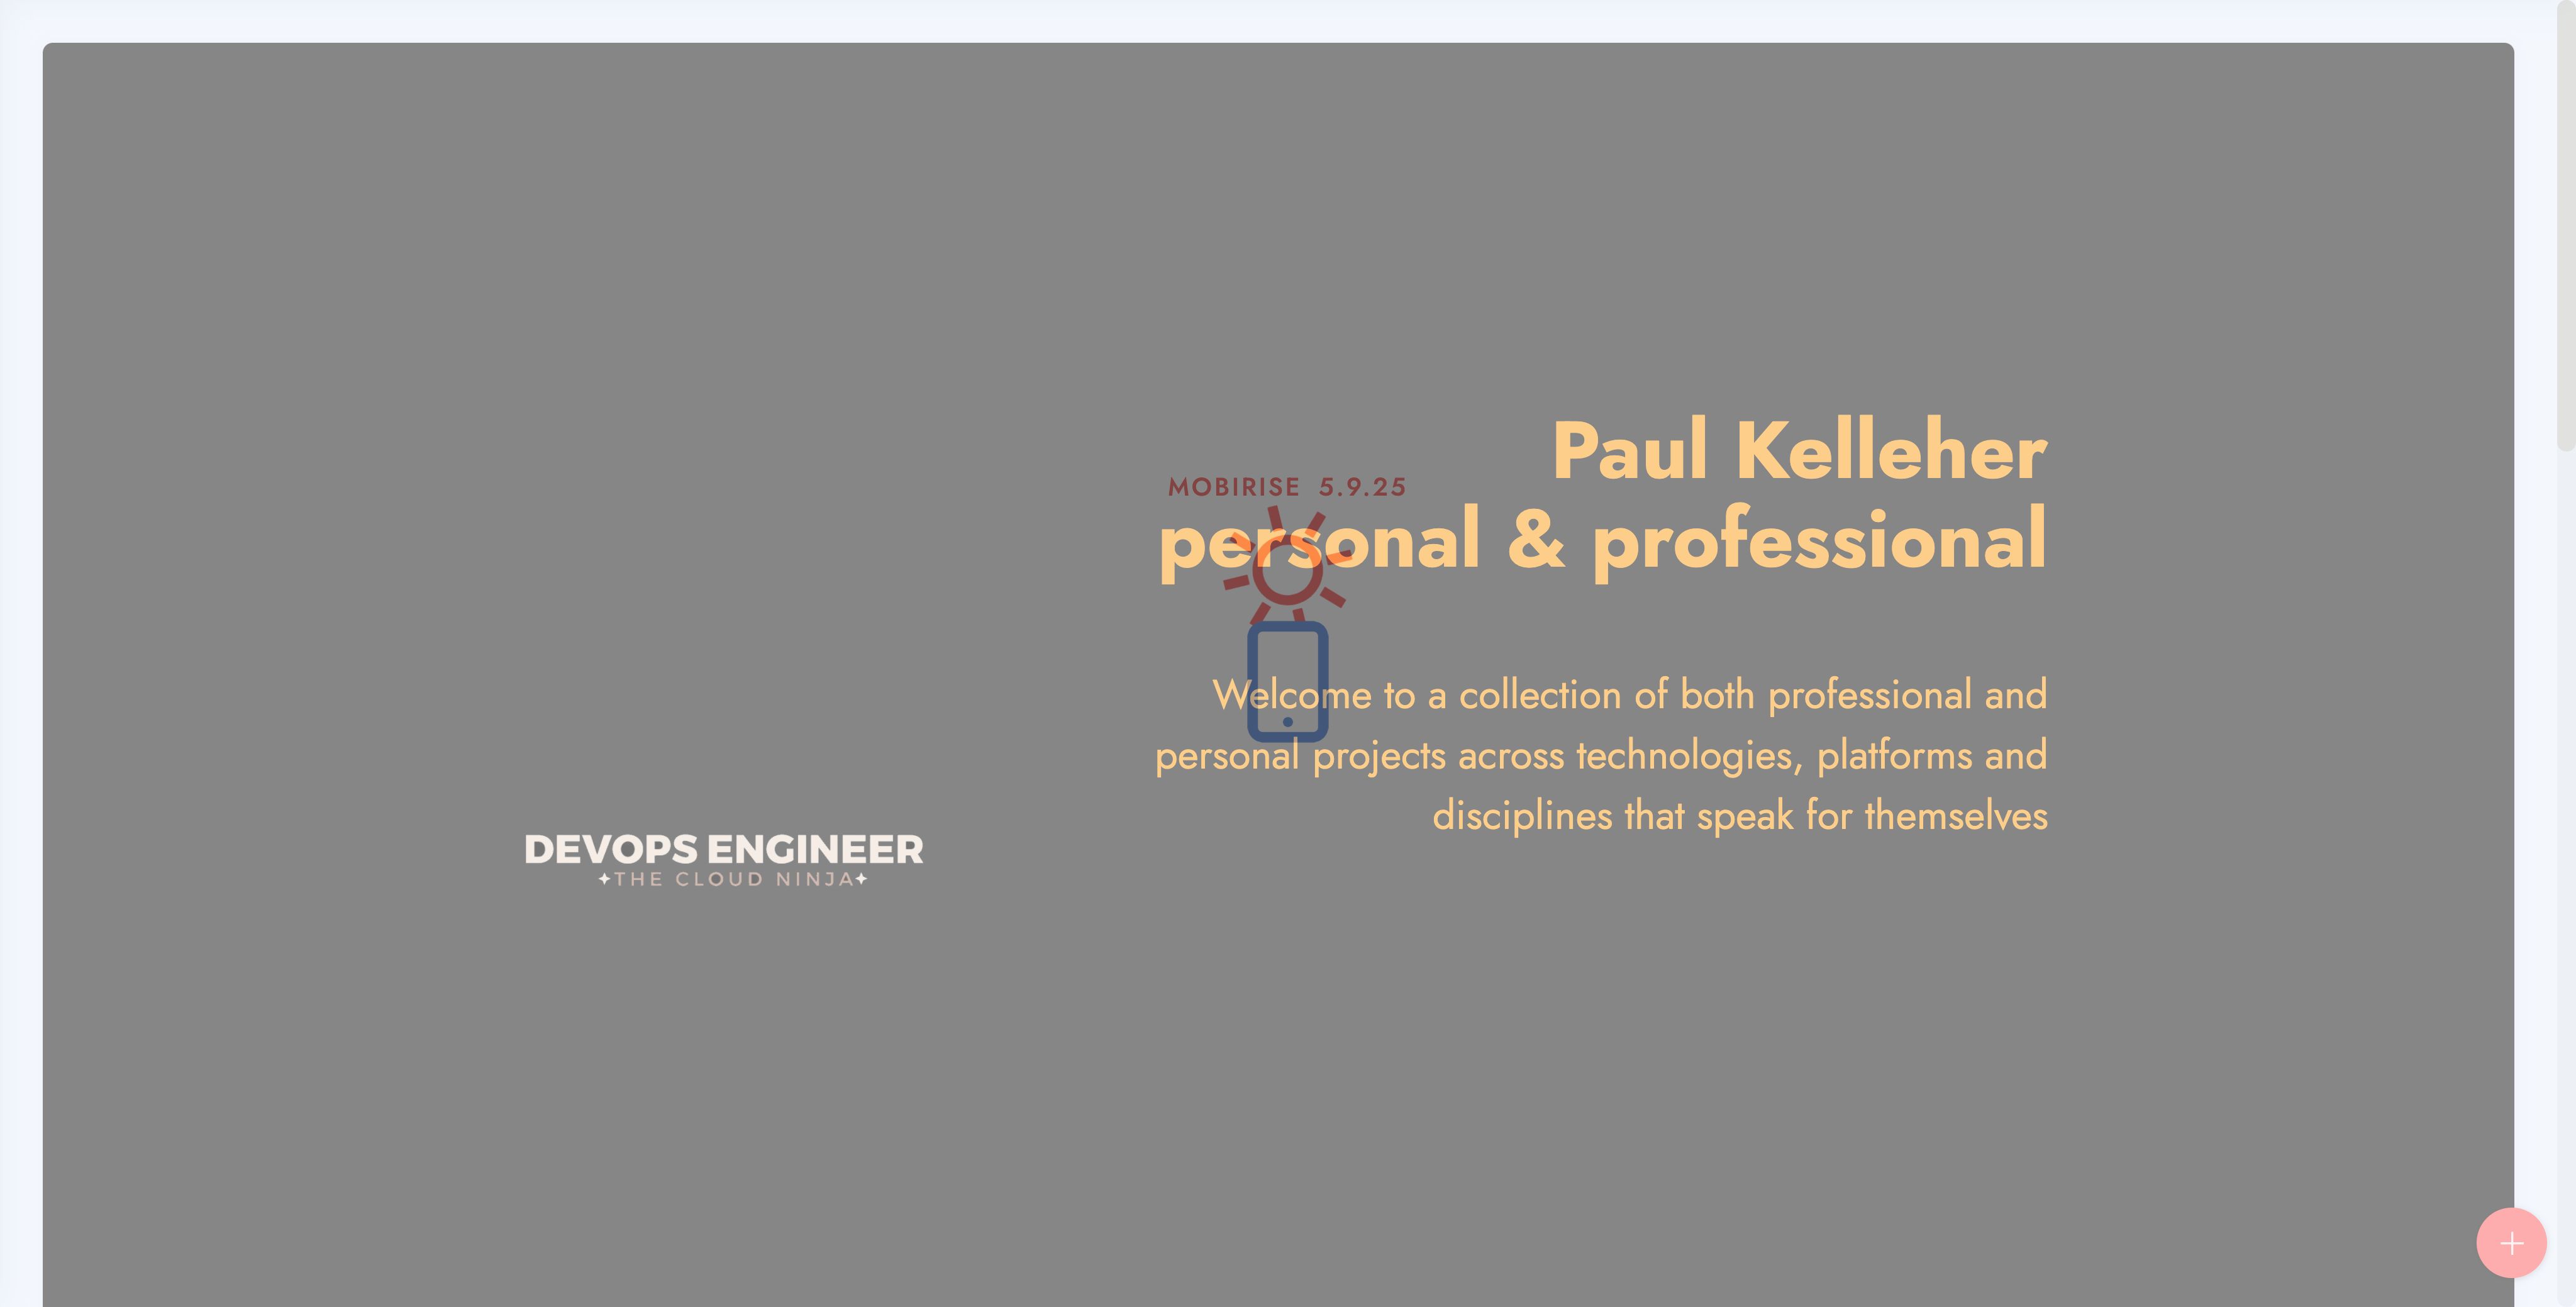 Paul Kelleher
MOBIRISE 5.9.25
personal & professional
Welcome to a collection of both professional and
personal projects across technologies, platforms and
disciplines that speak for themselves
DEVOPS ENGINEER
✦THE CLOUD NINJA✦